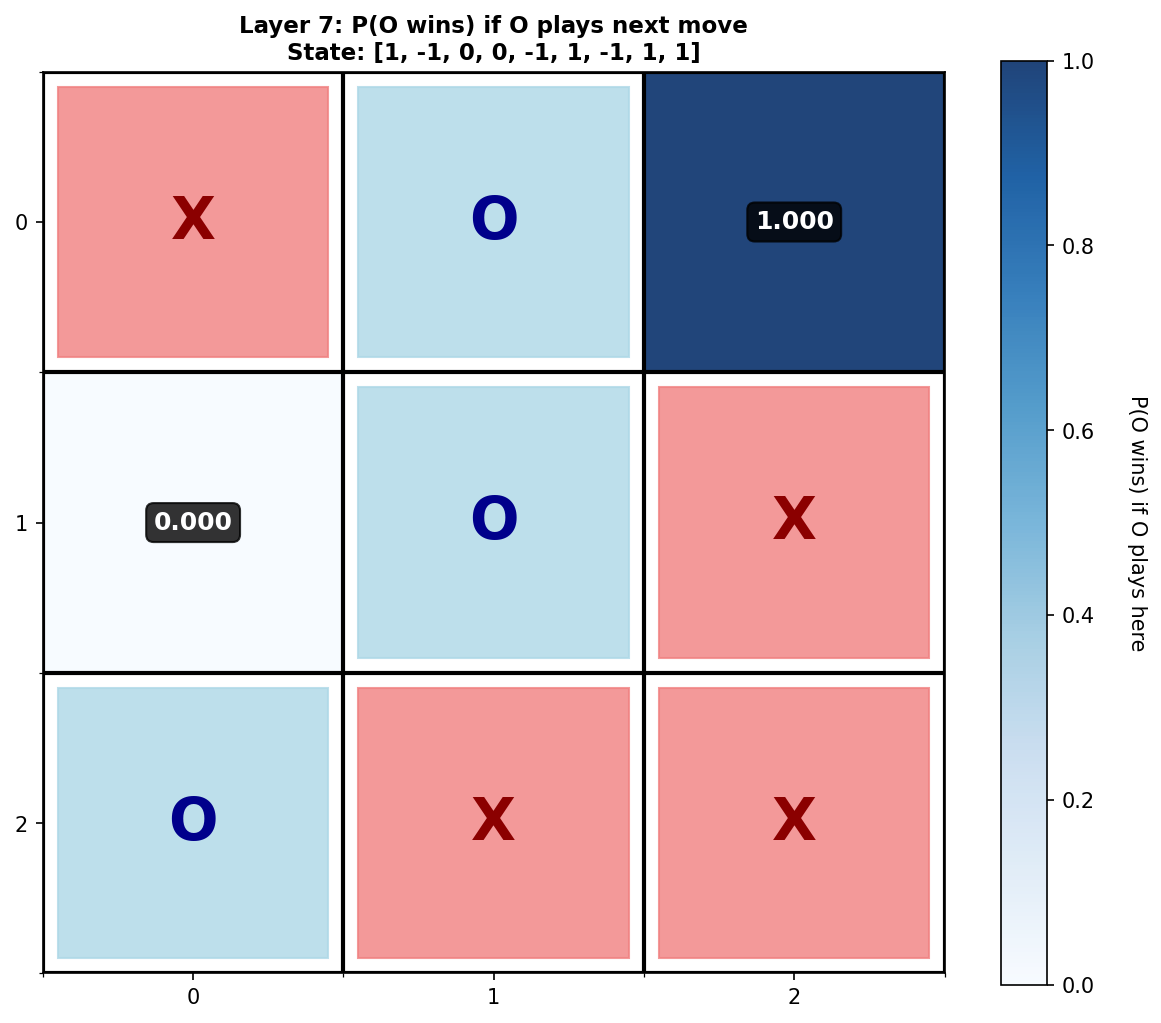 Layer 7: P(O wins) if O plays next move
State: [1, -1, 0, 0, -1, 1, -1, 1, 1]
X
O
1.000
0.000
O
X
O
X
X
0
1
2
0
1
2
1.0
0.8
0.6
0.4
0.2
0.0
P(O wins) if O plays here